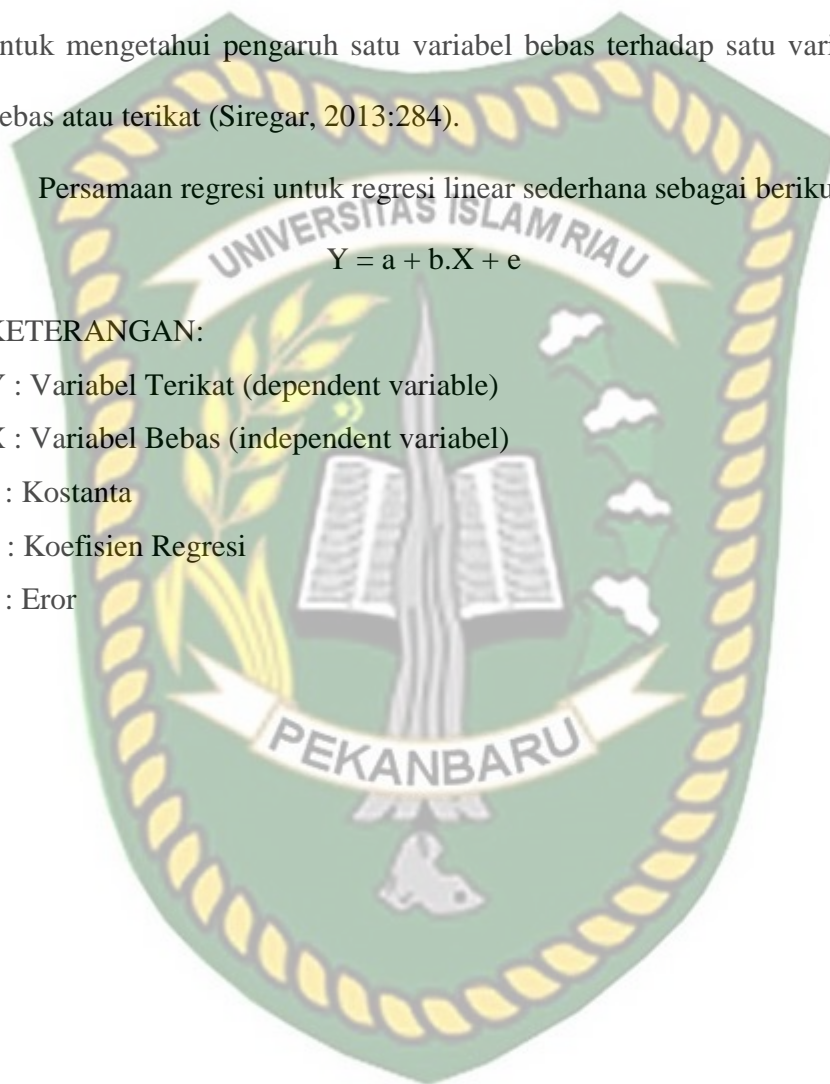 ntuk mengetahui pengaruh satu variabel bebas terhadap satu vari
ebas atau terikat (Siregar, 2013:284).
Persamaan regresi untuk regresi linear sederhana sebagai beriku
UNIVERSITAS ISLAM RIAU
Y = a + b.X + e
KETERANGAN:
Y : Variabel Terikat (dependent variable)
X : Variabel Bebas (independent variabel)
: Kostanta
: Koefisien Regresi
: Eror
PEKANBARU